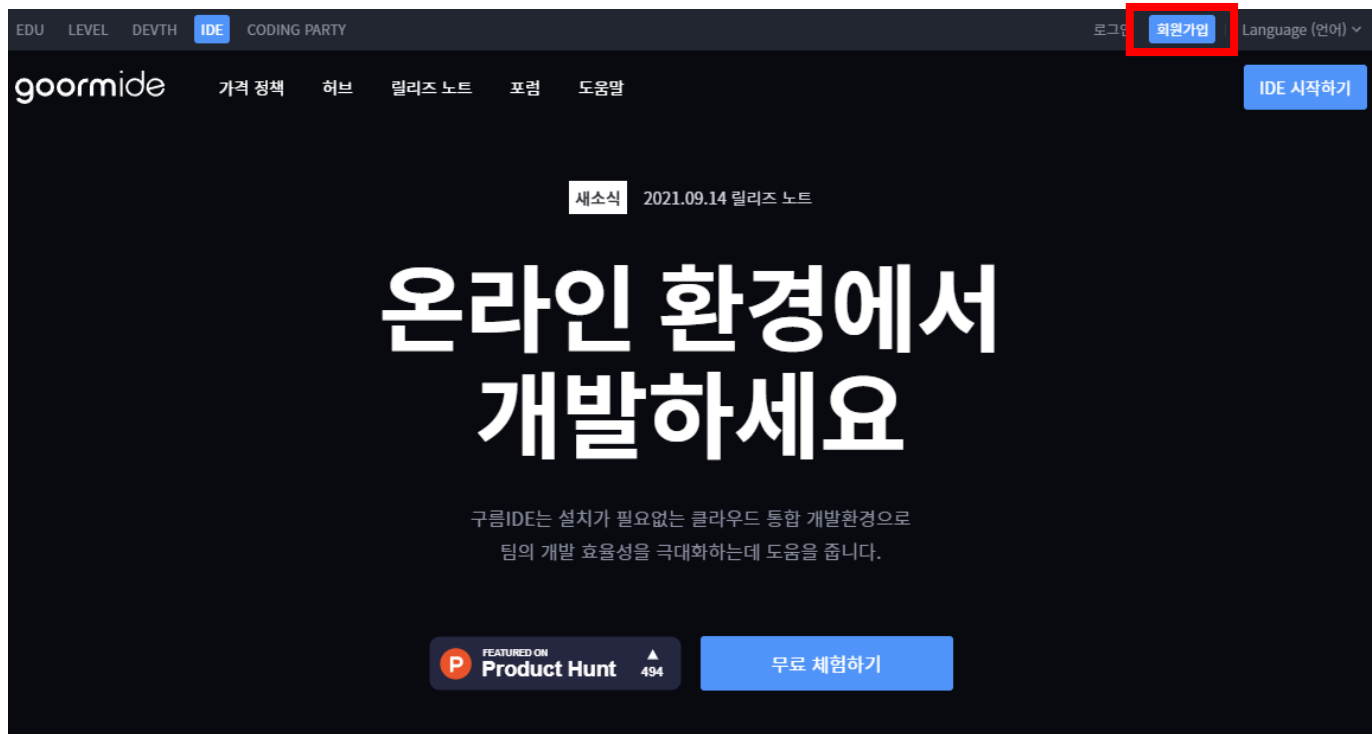 EDU LEVEL DEVTH IDE CODING PARTY 로그인 회원가입 Language (언어)
goormide 가격 정책 허브 릴리즈 노트 포럼 도움말 IDE 시작하기
새소식 2021.09.14 릴리즈 노트
온라인 환경에서
개발하세요
구름IDE는 설치가 필요없는 클라우드 통합 개발환경으로
팀의 개발 효율성을 극대화하는데 도움을 줍니다.
P FEATURED ON
Product Hunt ▲ 494 무료 체험하기